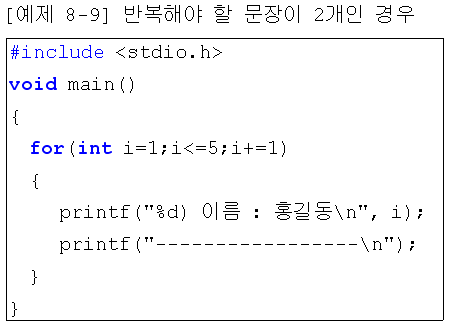 [예제 8-9] 반복해야 할 문장이 2개인 경우
#include <stdio.h>
void main()
{
for(int i=1;i<=5;i+=1)
{
printf("%d) 이름 : 홍길동\n", i);
printf("-----------------\n");
}
}